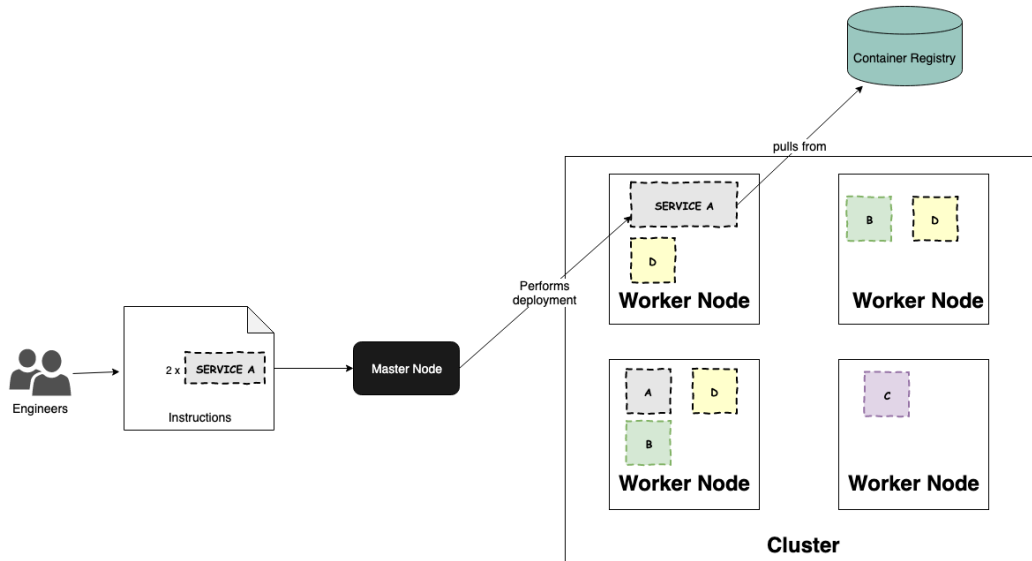 Container Registry
pulls from
SERVICE A
D
Worker Node
B
D
Worker Node
Performs
deployment
Engineers
2 x
SERVICE A
Instructions
Master Node
A
D
B
Worker Node
C
Worker Node
Cluster